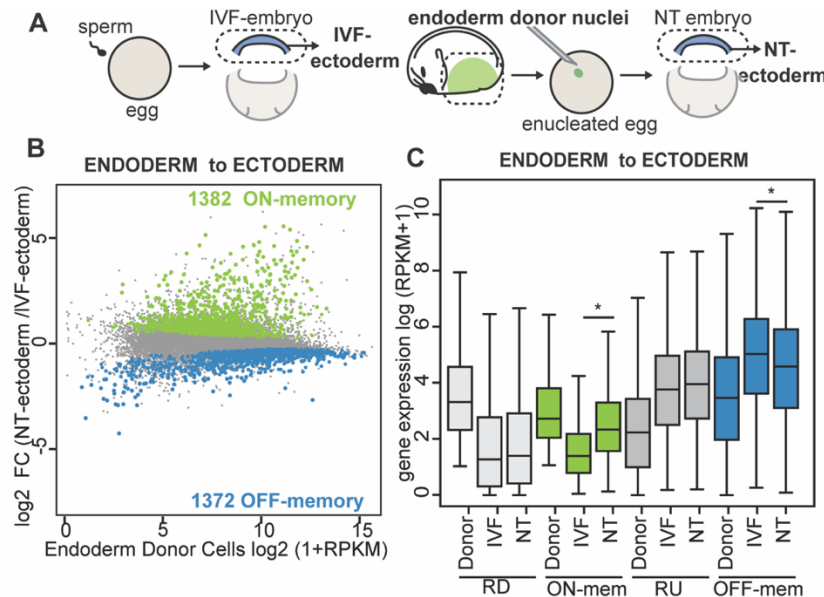 A
sperm
egg
IVF-embryo
IVF-
ectoderm
endoderm donor nuclei
enucleated egg
NT embryo
NT-
ectoderm
B
ENDODERM to ECTODERM
1382 ON-memory
1372 OFF-memory
log2 FC (NT-ectoderm /IVF-ectoderm)
5
0
-5
0 5 10 15
Endoderm Donor Cells log2 (1+RPKM)
C
ENDODERM to ECTODERM
gene expression log (RPKM+1)
10
8
6
4
2
0
* *
Donor IVF NT Donor IVF NT Donor IVF NT Donor IVF NT
RD ON-mem RU OFF-mem